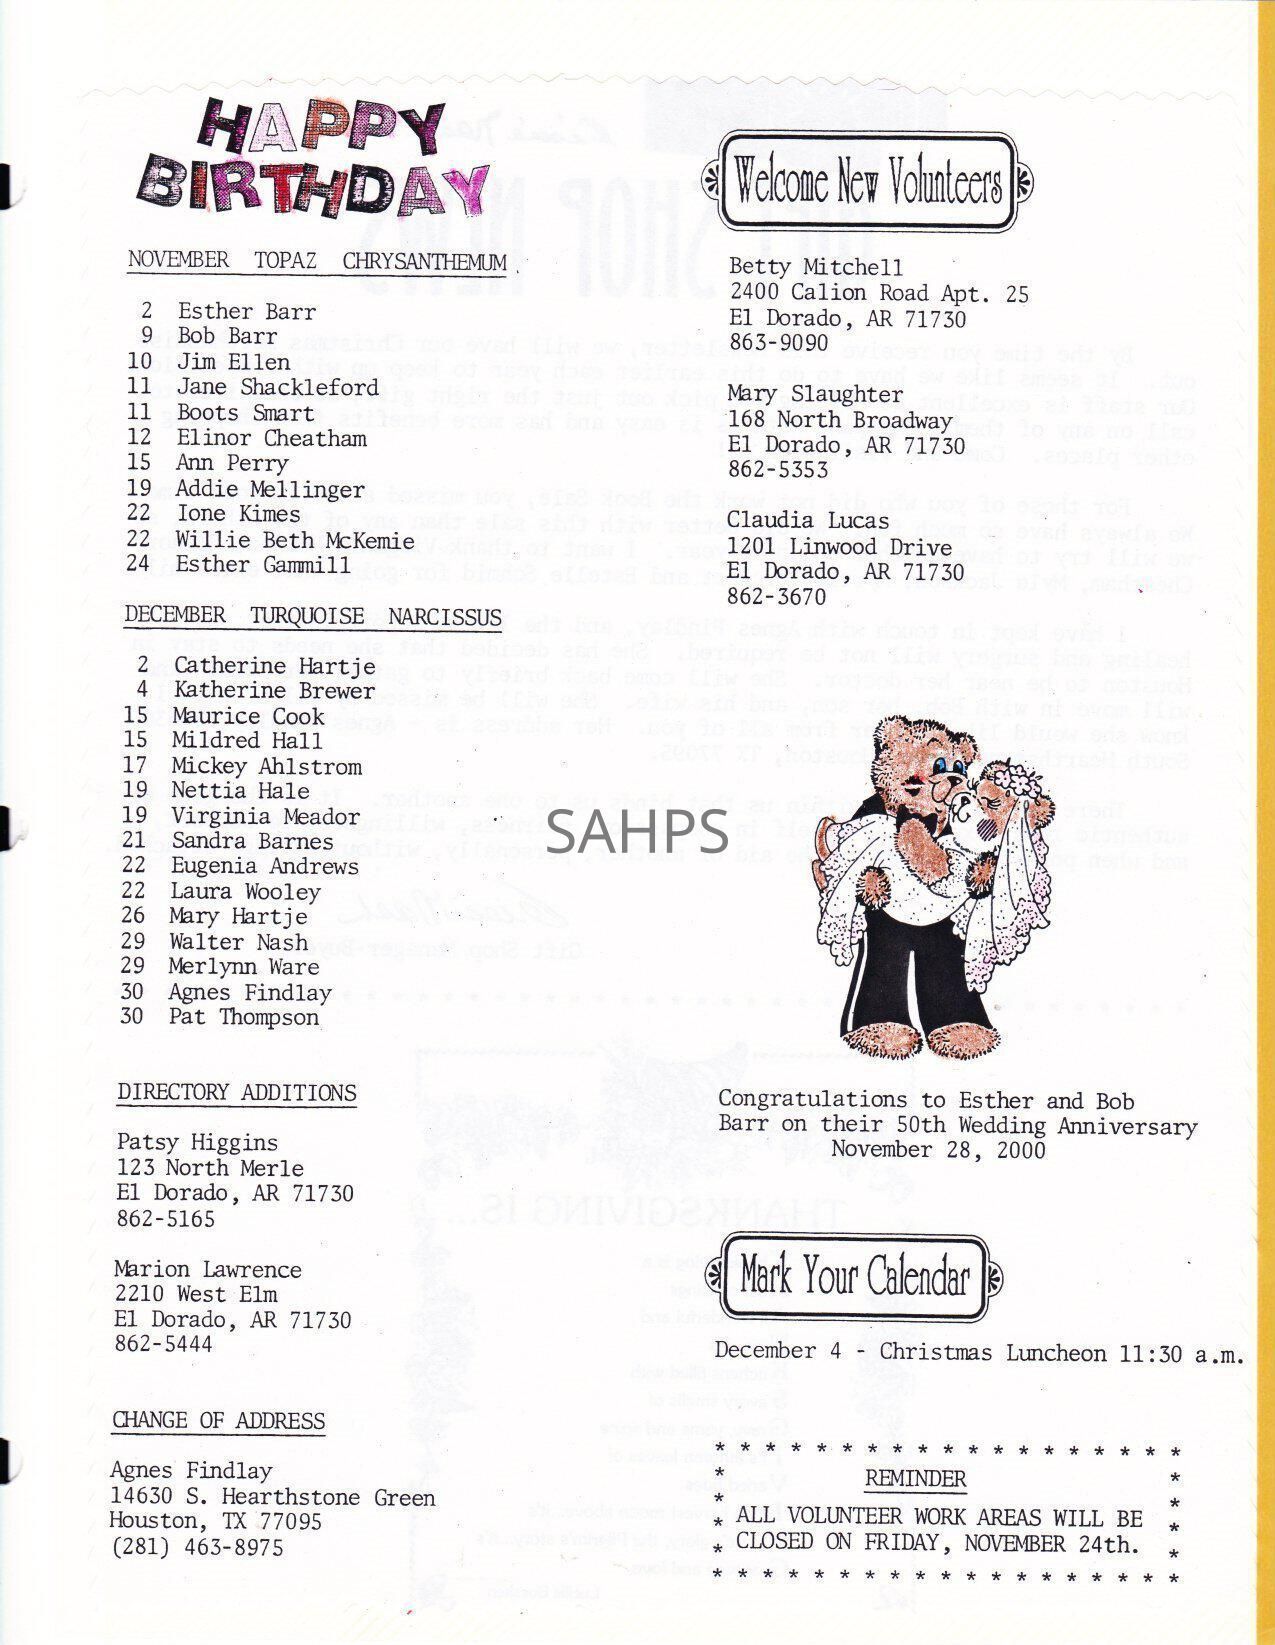 HAPPY
BIRTHDAY
NOVEMBER TOPAZ CHRYSANTHEMUM
2 Esther Barr
9 Bob Barr
10 Jim Ellen
11 Jane Shackleford
11 Boots Smart
12 Elinor Cheatham
15 Ann Perry
19 Addie Mellinger
22 Ione Kimes
22 Willie Beth McKemie
24 Esther Gammill
DECEMBER TURQUOISE NARCISSUS
2 Catherine Hartje
4 Katherine Brewer
15 Maurice Cook
15 Mildred Hall
17 Mickey Ahlstrom
19 Nettia Hale
19 Virginia Meador
21 Sandra Barnes
22 Eugenia Andrews
22 Laura Wooley
26 Mary Hartje
29 Walter Nash
29 Merlynn Ware
30 Agnes Findlay
30 Pat Thompson
DIRECTORY ADDITIONS
Patsy Higgins
123 North Merle
El Dorado, AR 71730
862-5165
Marion Lawrence
2210 West Elm
El Dorado, AR 71730
862-5444
CHANGE OF ADDRESS
Agnes Findlay
14630 S. Hearthstone Green
Houston, TX 77095
(281) 463-8975
Welcome New Volunteers
Betty Mitchell
2400 Calion Road Apt. 25
El Dorado, AR 71730
863-9090
Mary Slaughter
168 North Broadway
El Dorado, AR 71730
862-5353
Claudia Lucas
1201 Linwood Drive
El Dorado, AR 71730
862-3670
SAHPS
Congratulations to Esther and Bob
Barr on their 50th Wedding Anniversary
November 28, 2000
Mark Your Calendar
December 4 - Christmas Luncheon 11:30 a.m.
* * * * * * * * * * * * * * * * * * *
* REMINDER *
* ALL VOLUNTEER WORK AREAS WILL BE *
* CLOSED ON FRIDAY, NOVEMBER 24th. *
* * * * * * * * * * * * * * * * * * *